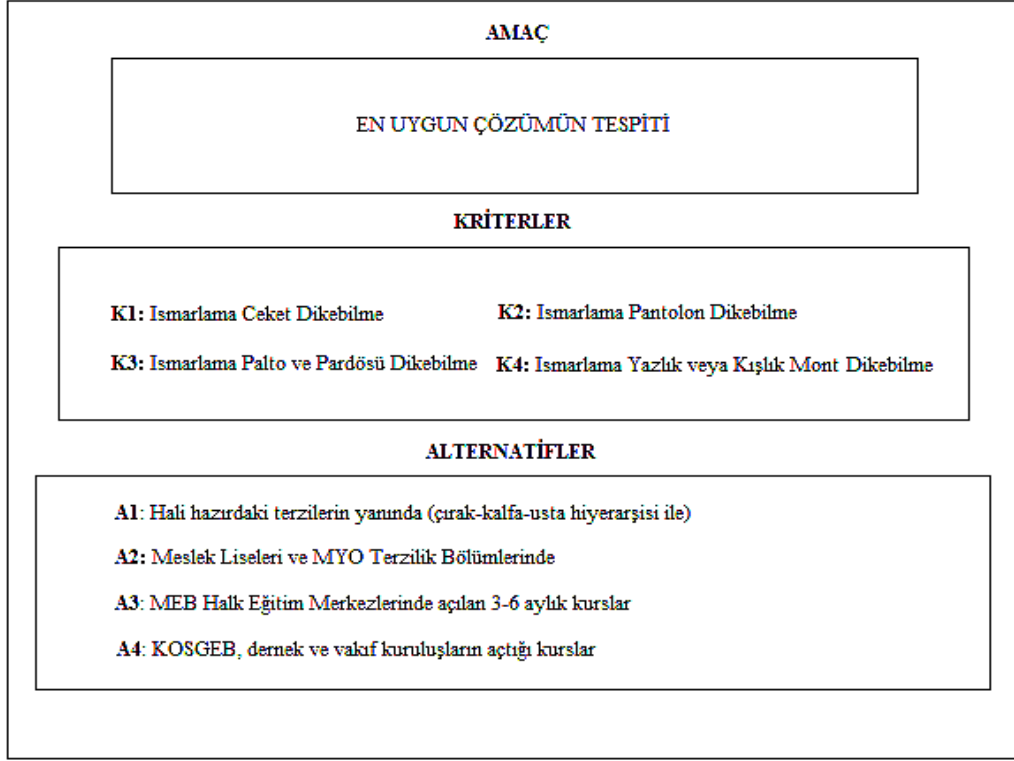 AMAÇ
EN UYGUN ÇÖZÜMÜN TESPİTİ
KRİTERLER
K1: Ismarlama Ceket Dikebilme K2: Ismarlama Pantolon Dikebilme
K3: Ismarlama Palto ve Pardösü Dikebilme K4: Ismarlama Yazlık veya Kışlık Mont Dikebilme
ALTERNATİFLER
A1: Hali hazırdaki terzilerin yanında (çırak-kalfa-usta hiyerarşisi ile)
A2: Meslek Liseleri ve MYO Terzilik Bölümlerinde
A3: MEB Halk Eğitim Merkezlerinde açılan 3-6 aylık kurslar
A4: KOSGEB, dernek ve vakıf kuruluşların açtığı kurslar